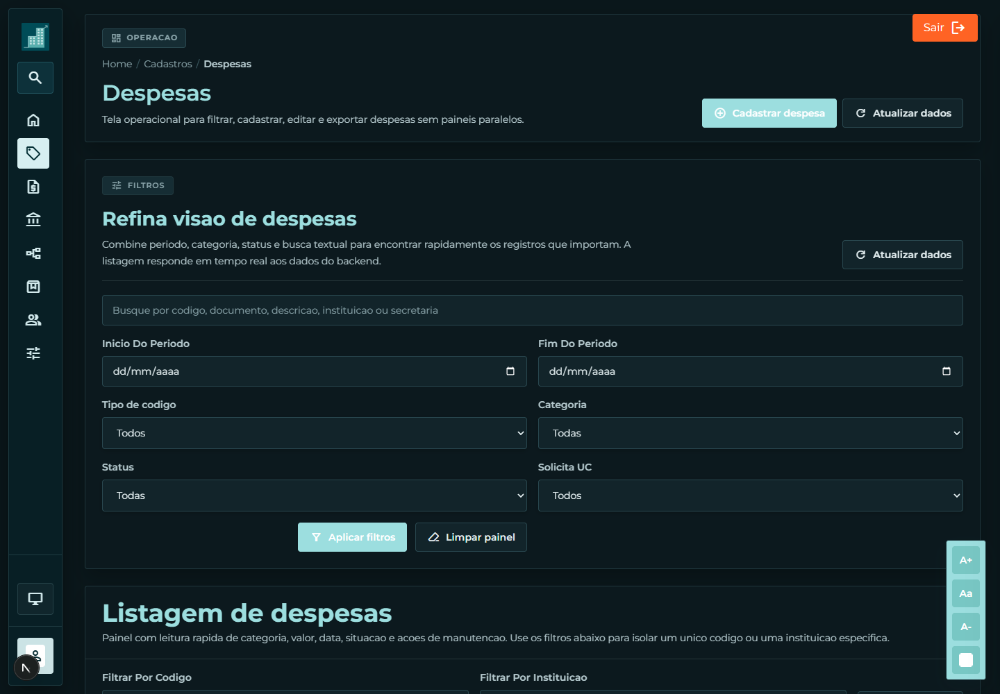 Sair
OPERACAO
Home / Cadastros / Despesas
Despesas
Tela operacional para filtrar, cadastrar, editar e exportar despesas sem paineis paralelos.
Cadastrar despesa
Atualizar dados
FILTROS
Refina visao de despesas
Combine periodo, categoria, status e busca textual para encontrar rapidamente os registros que importam. A
listagem responde em tempo real aos dados do backend.
Atualizar dados
Busque por codigo, documento, descricao, instituicao ou secretaria
Inicio Do Periodo
Fim Do Periodo
dd/mm/aaaa
dd/mm/aaaa
Tipo de codigo
Categoria
Todos
Todas
Status
Solicita UC
Todas
Todos
Aplicar filtros
Limpar painel
A+
Aa
A-
Listagem de despesas
Painel com leitura rapida de categoria, valor, data, situacao e acoes de manutencao. Use os filtros abaixo para isolar um unico codigo ou uma instituicao especifica.
Filtrar Por Codigo
Filtrar Por Instituicao